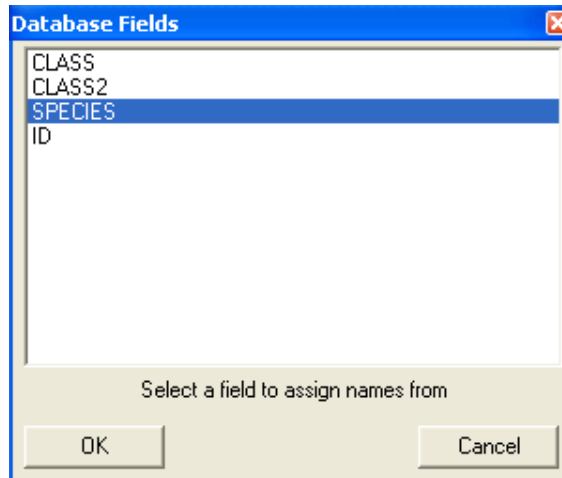 Database Fields
CLASS
CLASS2
SPECIES
ID
Select a field to assign names from
OK
Cancel